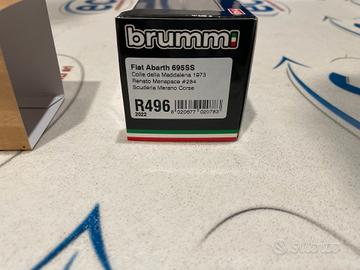 brumm
Fiat Abarth 695SS
Colle della Maddalena 1973
Renato Menapace #284
Scuderia Merano Corse
R496
2022
8 020677 020783
subito